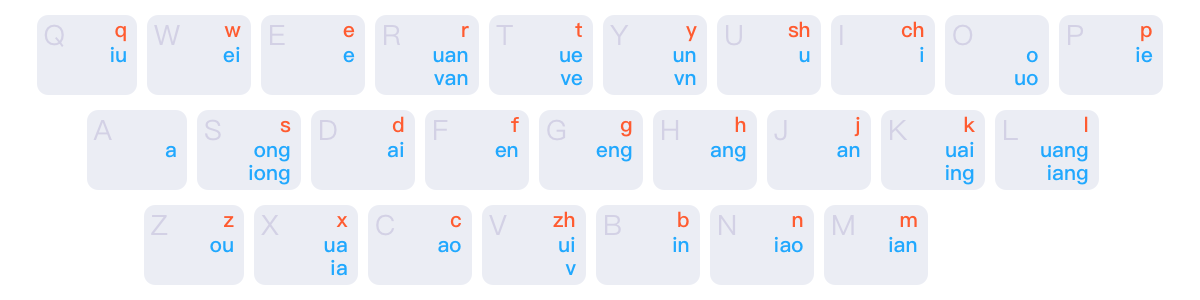 Q q W w E e R r T t Y y U sh I ch O P p
iu ei e uan ue un u i o ie
van ve vn uo
A S s D d F f G g H h J j K k L l
a ong ai en eng ang an uai uang
iong ing iang
Z z X x C c V zh B b N n M m
ou ua ao ui in iao ian
ia v